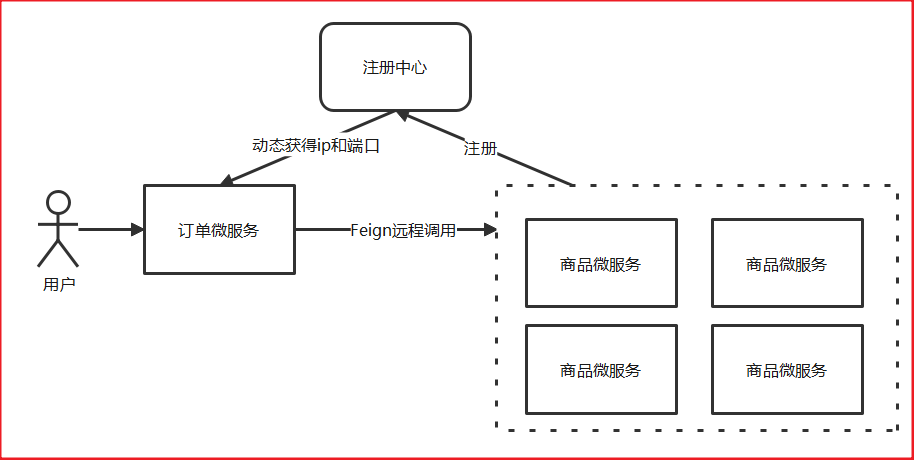 注册中心
动态获得ip和端口
注册
用户
订单微服务
Feign远程调用
商品微服务
商品微服务
商品微服务
商品微服务